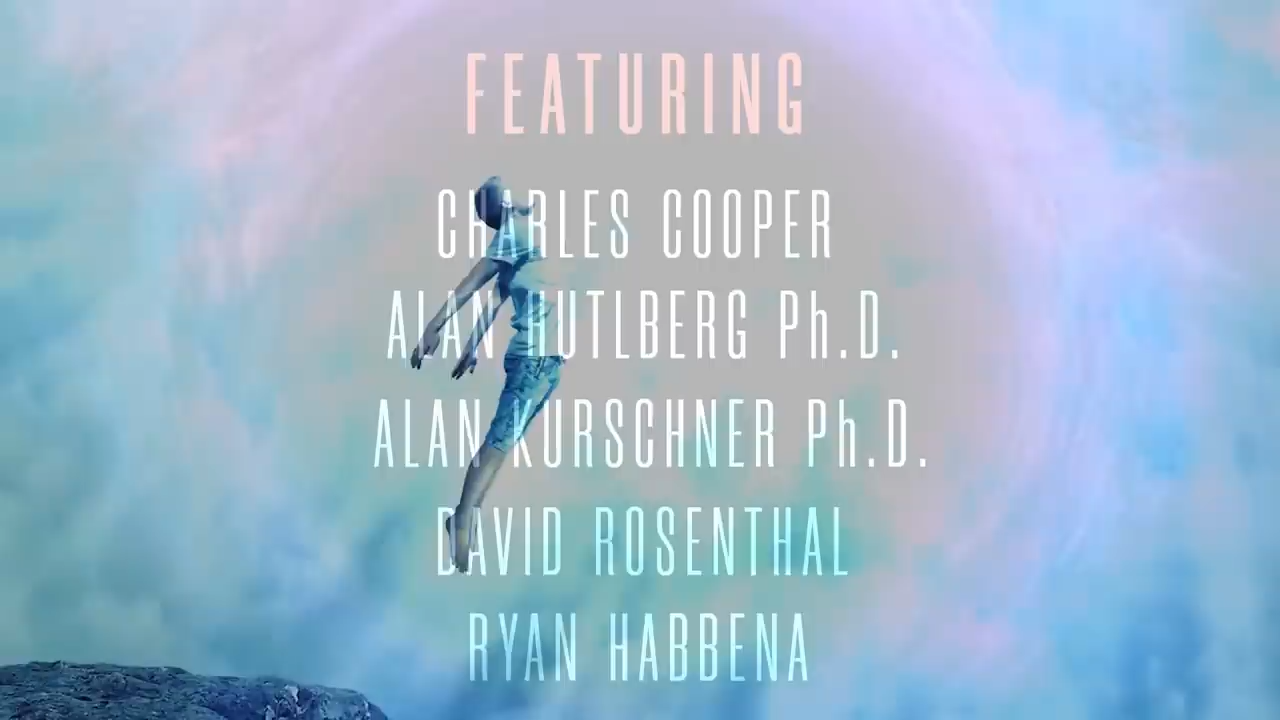 FEATURING
CHARLES COOPER
ALAN HUTLBERG Ph.D.
ALAN KURSCHNER Ph.D.
DAVID ROSENTHAL
RYAN HABBENA